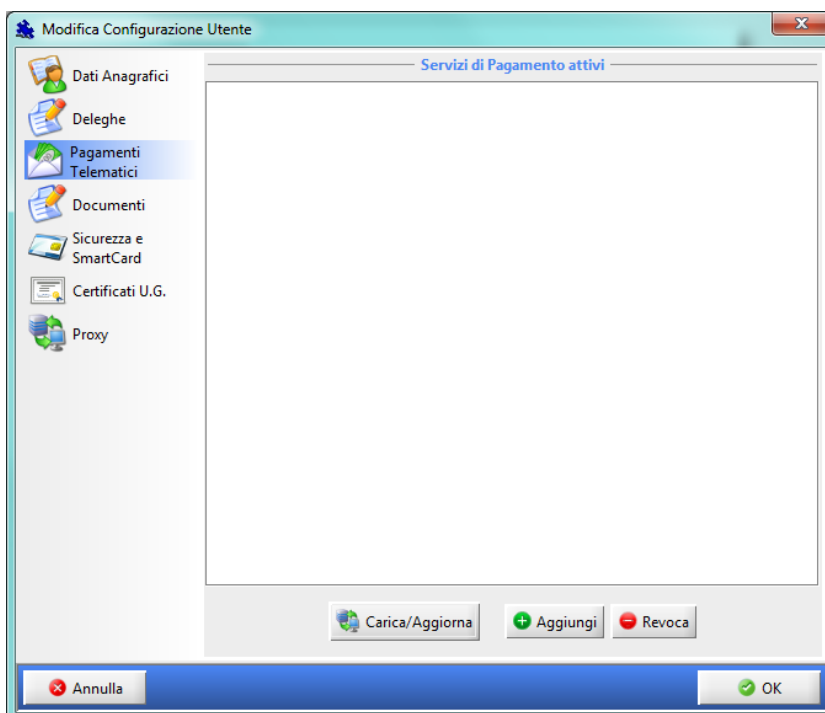 Modifica Configurazione Utente
Dati Anagrafici
Deleghe
Pagamenti
Telematici
Documenti
Sicurezza e
SmartCard
Certificati U.G.
Proxy
Servizi di Pagamento attivi
Carica/Aggiorna
Aggiungi
Revoca
Annulla
OK